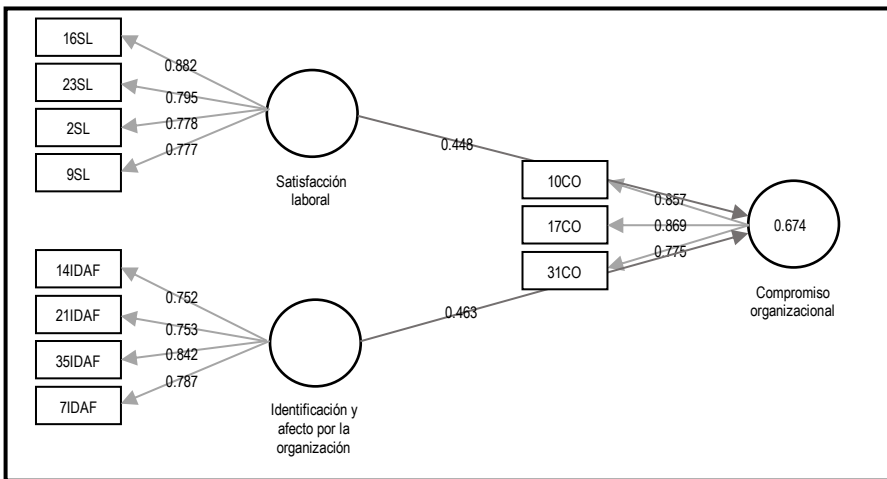 16SL
23SL
2SL
9SL
0.882
0.795
0.778
0.777
Satisfacción
laboral
0.448
14IDAF
21IDAF
35IDAF
7IDAF
0.752
0.753
0.842
0.787
Identificación y
afecto por la
organización
0.463
10CO
17CO
31CO
0.857
0.869
0.775
0.674
Compromiso
organizacional